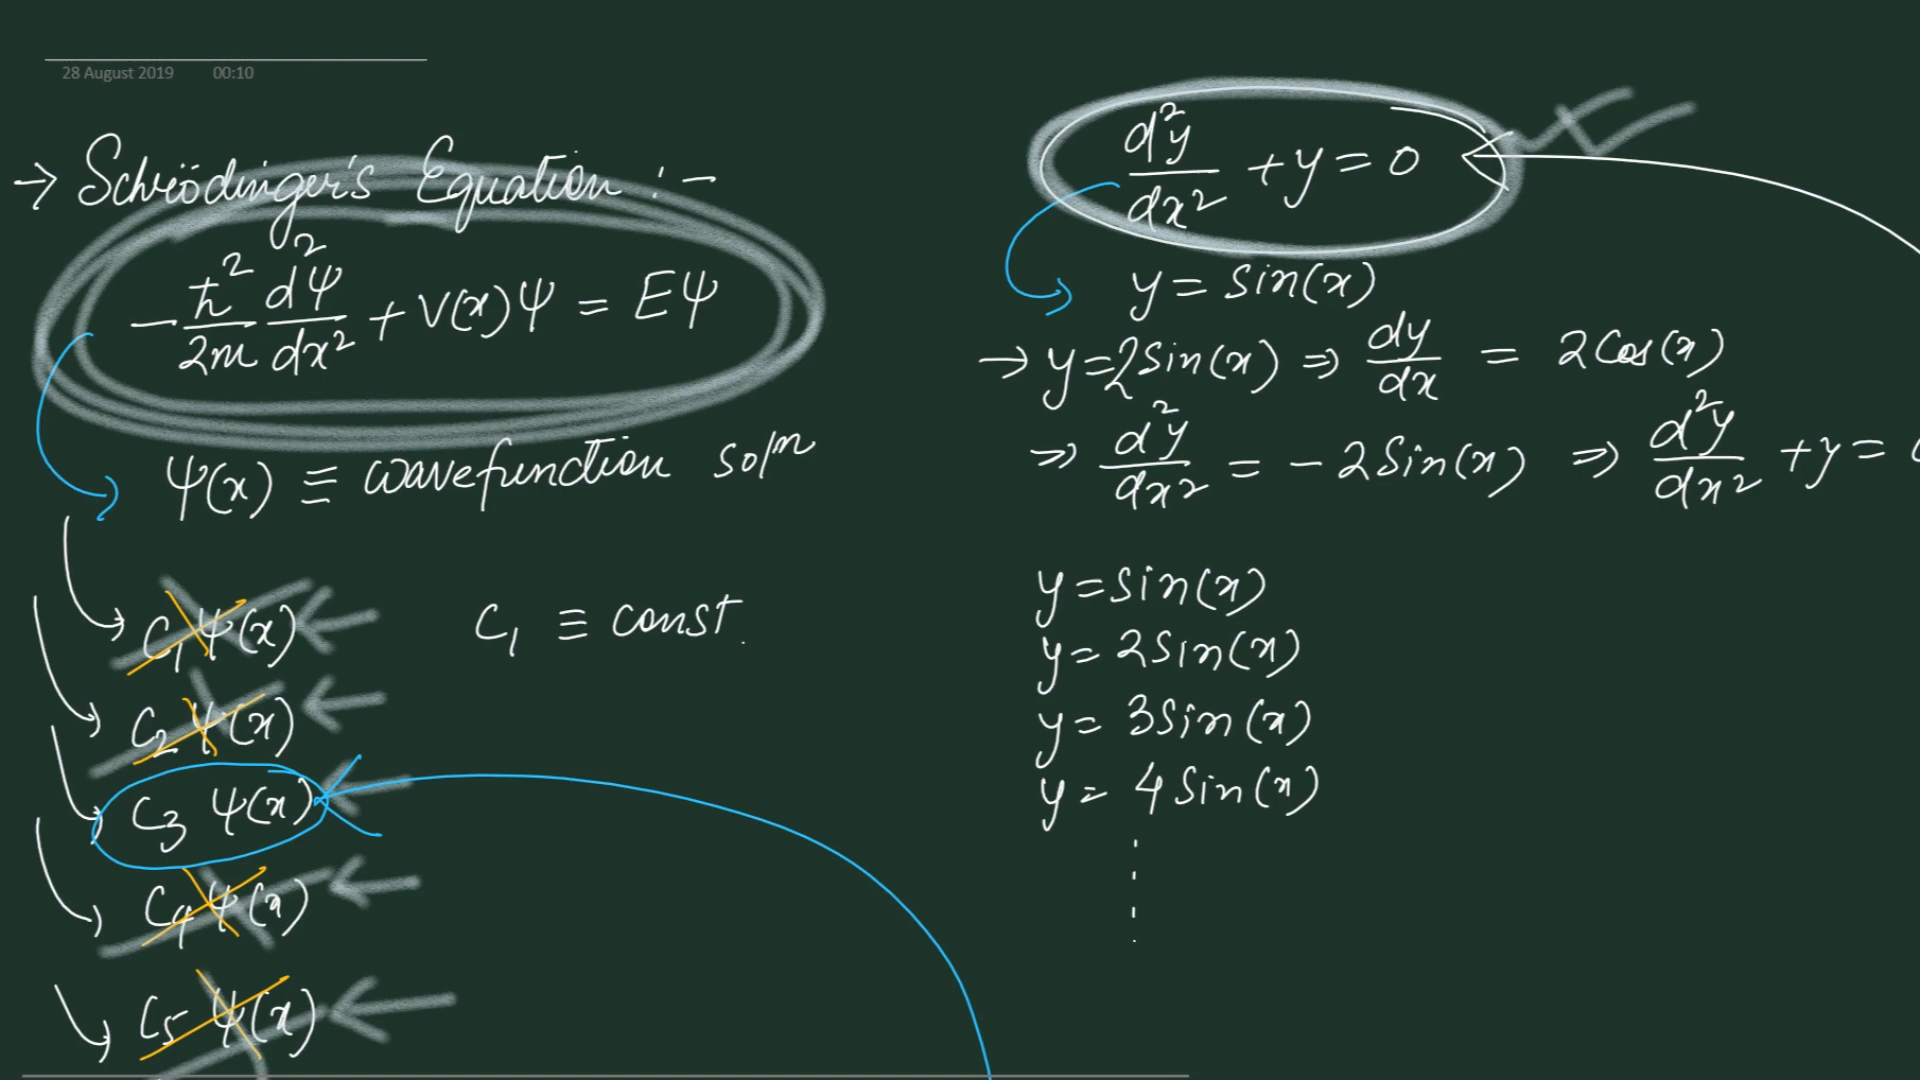 28 August 2019 00:10
→ Schrödinger's Equation :-
-ħ²/2m d²ψ/dx² + V(x)ψ = Eψ
ψ(x) ≡ wavefunction solⁿ
C₁ψ(x) C₁ ≡ const.
C₂ψ(x)
C₃ ψ(x)
C₄ψ(x)
C₅ψ(x)
d²y/dx² + y = 0
y = Sin(x)
→ y = 2Sin(x) ⇒ dy/dx = 2Cos(x)
⇒ d²y/dx² = - 2Sin(x) ⇒ d²y/dx² + y =
y = Sin(x)
y = 2Sin(x)
y = 3Sin(x)
y = 4Sin(x)